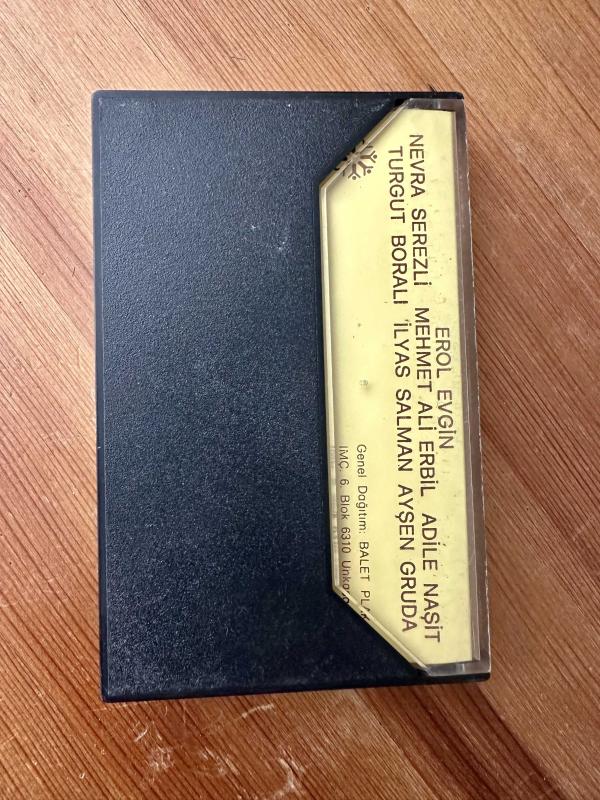 EROL EVGİN
NEVRA SEREZLİ MEHMET ALİ ERBİL ADİLE NAŞİT
TURGUT BORALI İLYAS SALMAN AYŞEN GRUDA
Genel Dağıtım: BALET
İMÇ. 6 Blok 6310